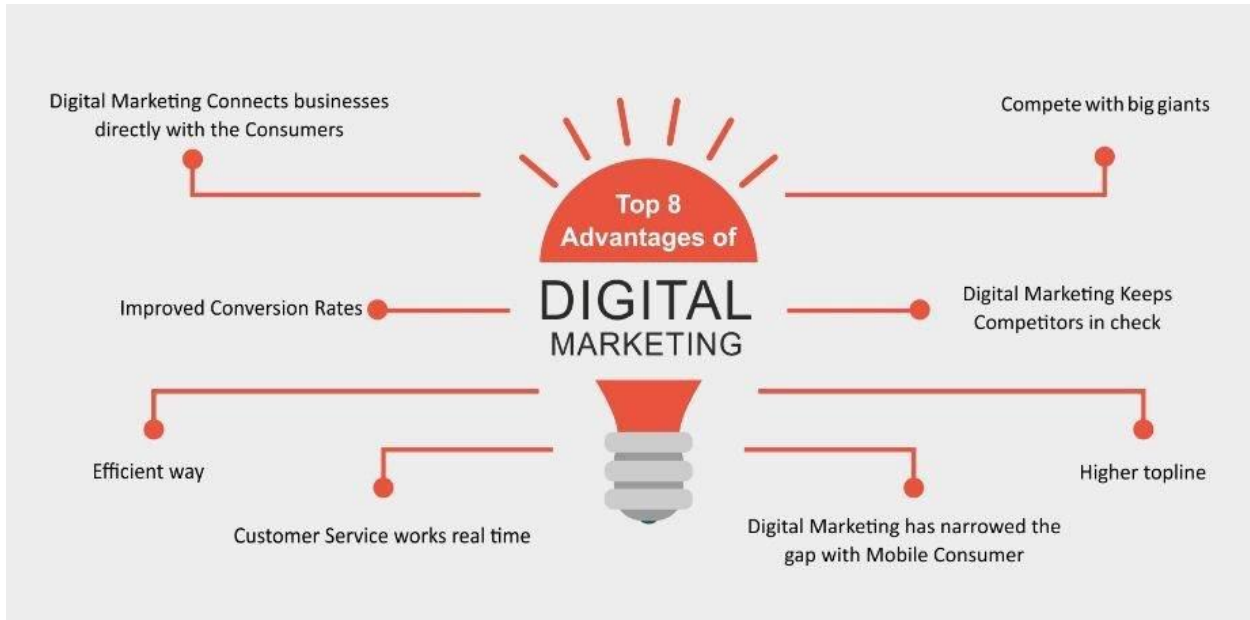 Digital Marketing Connects businesses
directly with the Consumers
Compete with big giants
Top 8
Advantages of
DIGITAL
MARKETING
Improved Conversion Rates
Digital Marketing Keeps
Competitors in check
Efficient way
Higher topline
Customer Service works real time
Digital Marketing has narrowed the
gap with Mobile Consumer